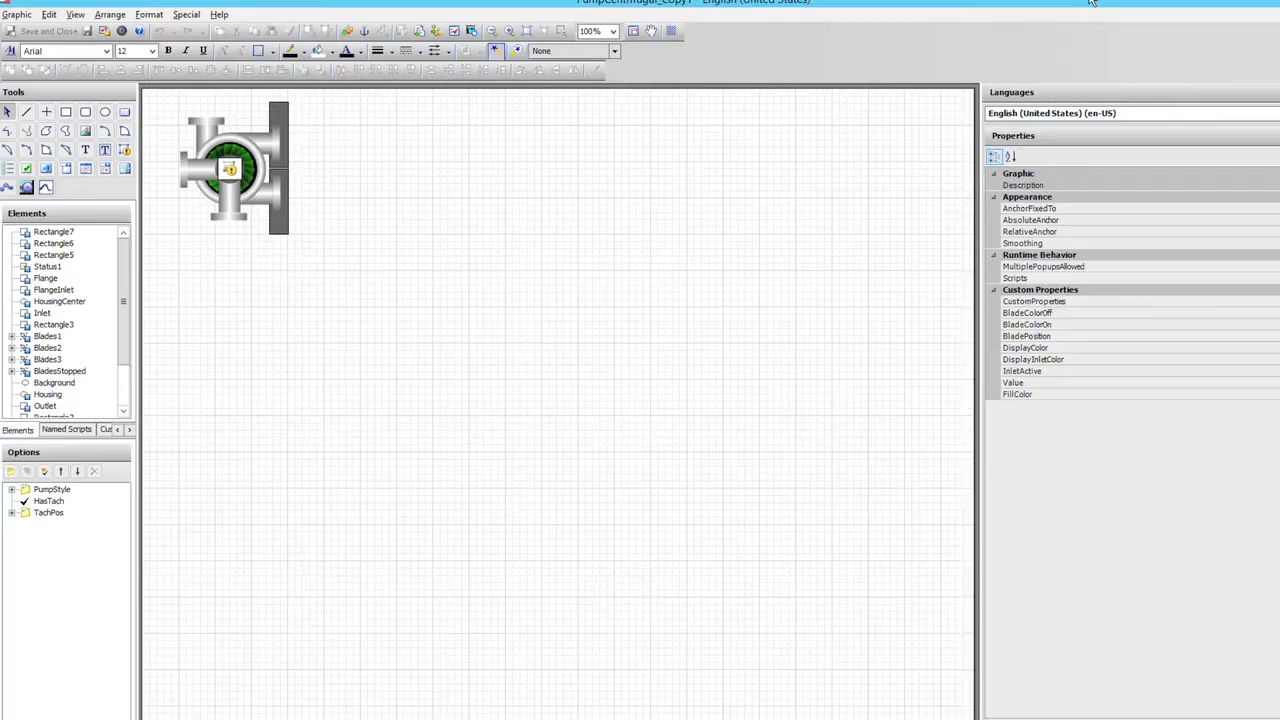 PumpCentrifugal_Copy1 - English (United States)
Graphic Edit View Arrange Format Special Help
Save and Close 100%
Arial 12 B I U A None
Tools
T T
Elements
Rectangle7
Rectangle6
Rectangle5
Status1
Flange
FlangeInlet
HousingCenter
Inlet
Rectangle3
Blades1
Blades2
Blades3
BladesStopped
Background
Housing
Outlet
Elements Named Scripts Cus
Options
PumpStyle
HasTach
TachPos
Languages
English (United States) (en-US)
Properties
Graphic
Description
Appearance
AnchorFixedTo
AbsoluteAnchor
RelativeAnchor
Smoothing
Runtime Behavior
MultiplePopupsAllowed
Scripts
Custom Properties
CustomProperties
BladeColorOff
BladeColorOn
BladePosition
DisplayColor
DisplayInletColor
InletActive
Value
FillColor